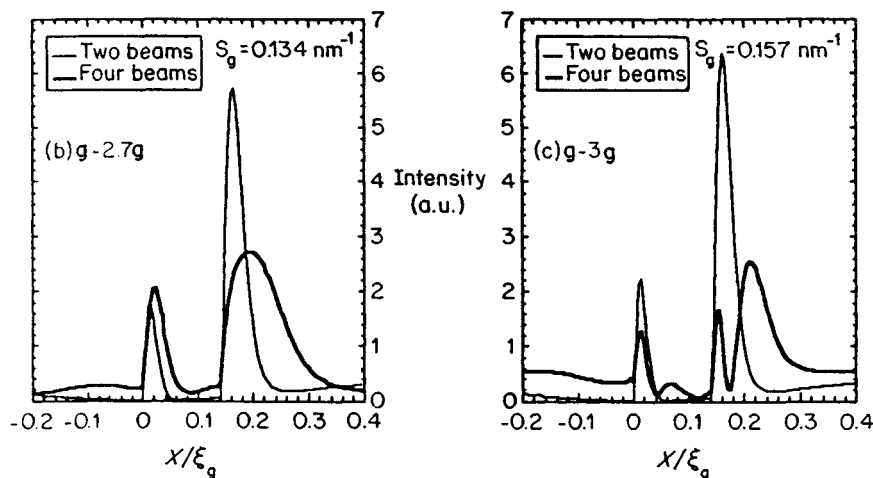 Two beams
Four beams
S_g = 0.134 nm⁻¹
(b) g-2.7g
7
6
5
4
3
2
1
0
Intensity
(a.u.)
-0.2 -0.1 0 0.1 0.2 0.3 0.4
X/ξ_g
Two beams
Four beams
S_g = 0.157 nm⁻¹
(c) g-3g
7
6
5
4
3
2
1
0
-0.2 -0.1 0 0.1 0.2 0.3 0.4
X/ξ_g